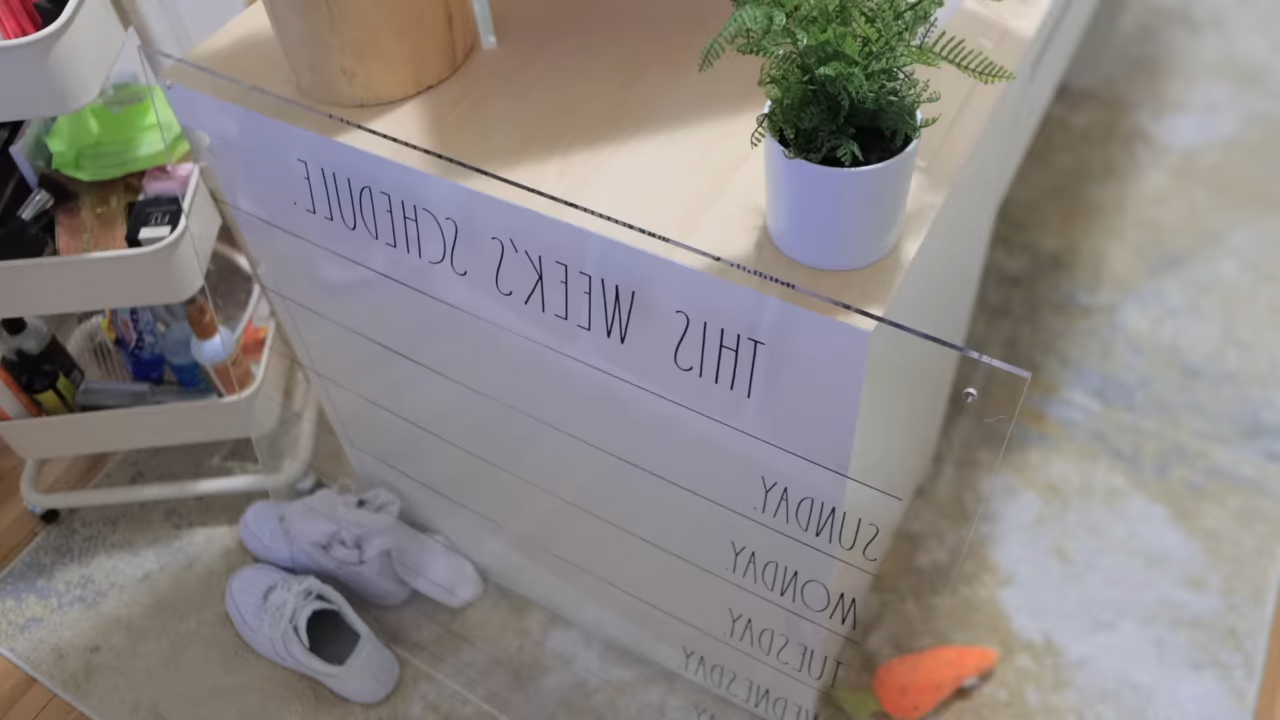 THIS WEEK'S SCHEDULE.
SUNDAY.
MONDAY.
TUESDAY.
WEDNESDAY